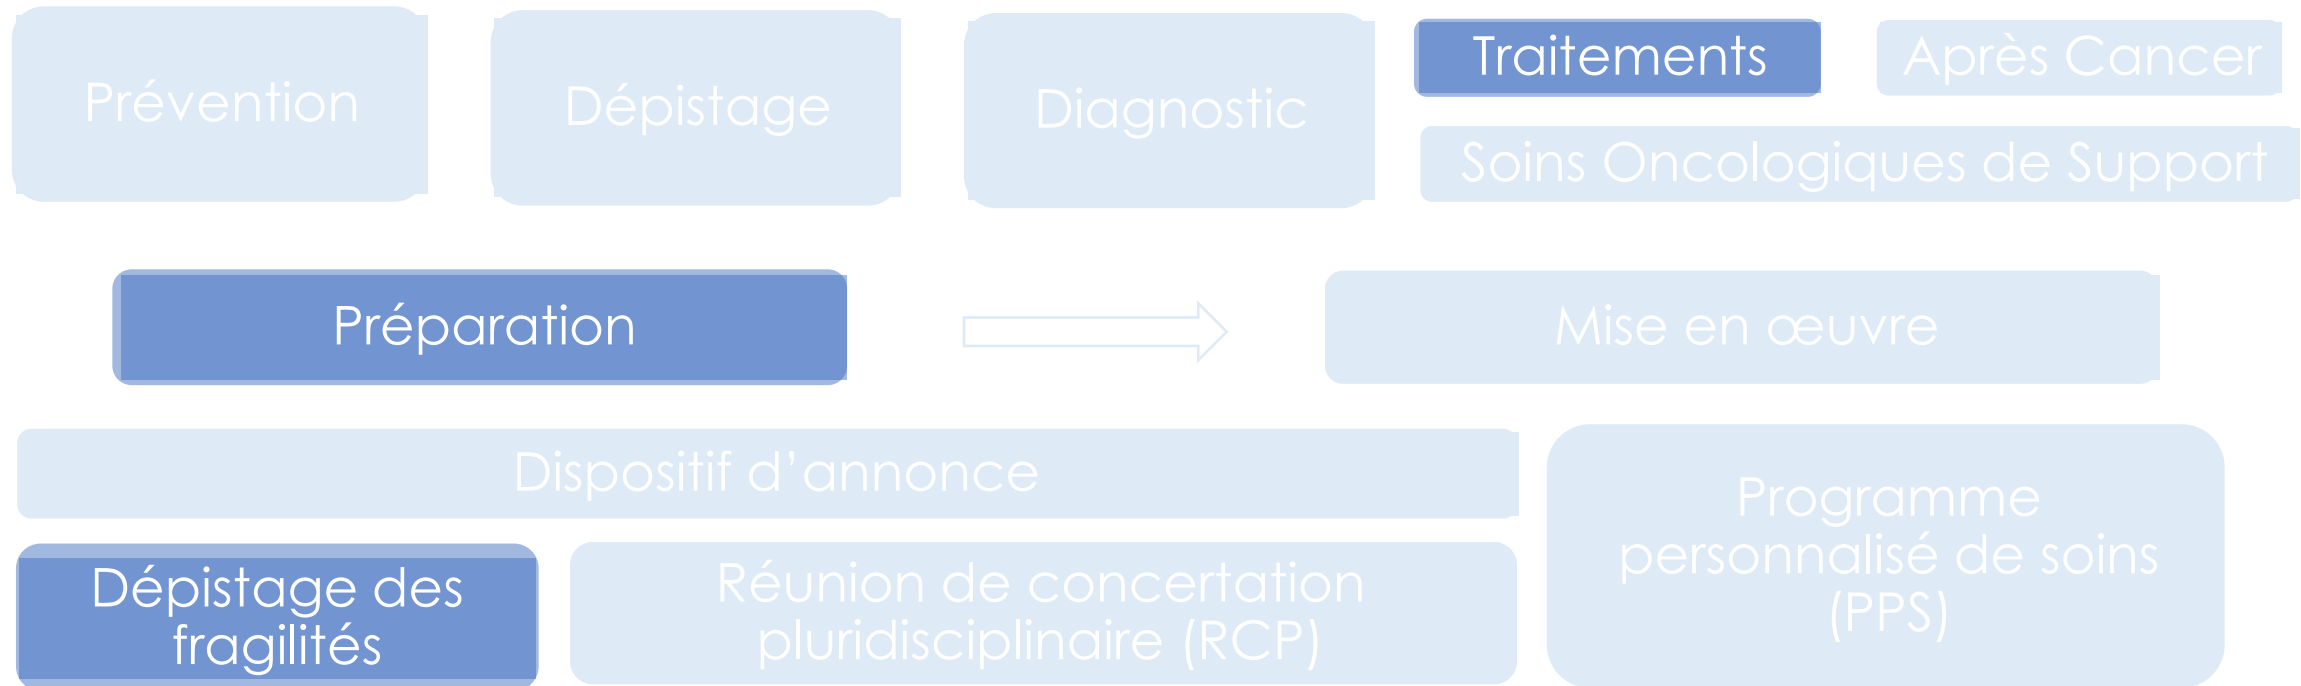 Prévention
Dépistage
Diagnostic
Traitements
Après Cancer
Soins Oncologiques de Support
Préparation
Mise en œuvre
Dispositif d’annonce
Programme
personnalisé de soins
(PPS)
Dépistage des
fragilités
Réunion de concertation
pluridisciplinaire (RCP)